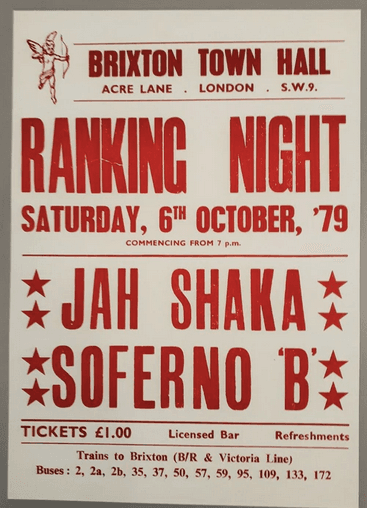 BRIXTON TOWN HALL
ACRE LANE . LONDON . S.W.9.
RANKING NIGHT
SATURDAY, 6TH OCTOBER, '79
COMMENCING FROM 7 p.m.
JAH SHAKA
SOFERNO 'B'
TICKETS £1.00 Licensed Bar Refreshments
Trains to Brixton (B/R & Victoria Line)
Buses: 2, 2a, 2b, 35, 37, 50, 57, 59, 95, 109, 133, 172